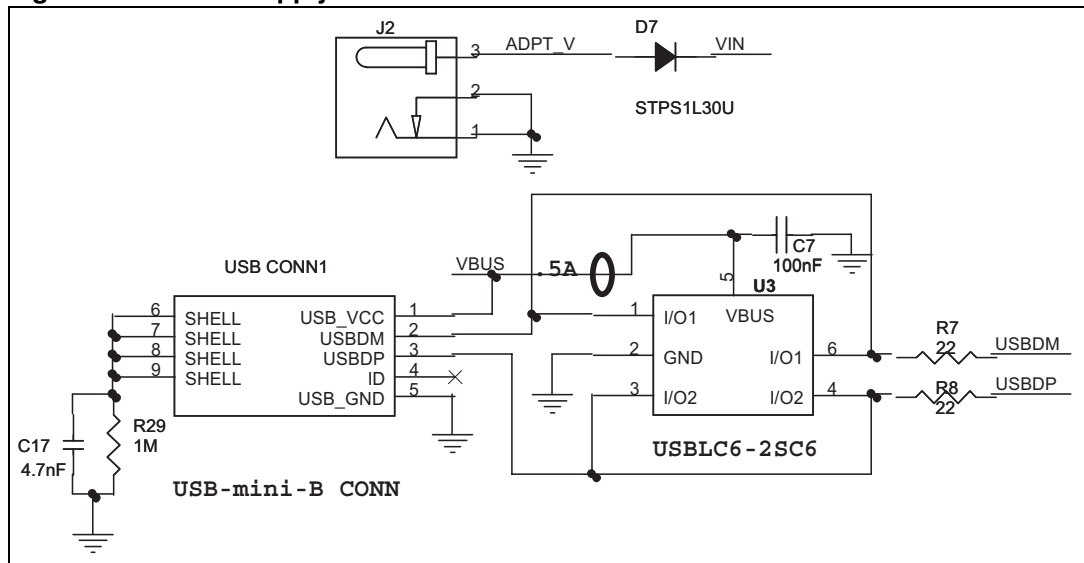 J2
D7
3 ADPT_V VIN
2
STPS1L30U
1
C7
100nF
USB CONN1
VBUS .5A
5
U3
6 SHELL USB_VCC 1
7 SHELL USBDM 2
8 SHELL USBDP 3
9 SHELL ID 4
USB_GND 5
1 I/O1 VBUS
2 GND I/O1 6
3 I/O2 I/O2 4
R7
22 USBDM
R8 USBDP
22
C17
4.7nF
R29
1M
USBLC6-2SC6
USB-mini-B CONN